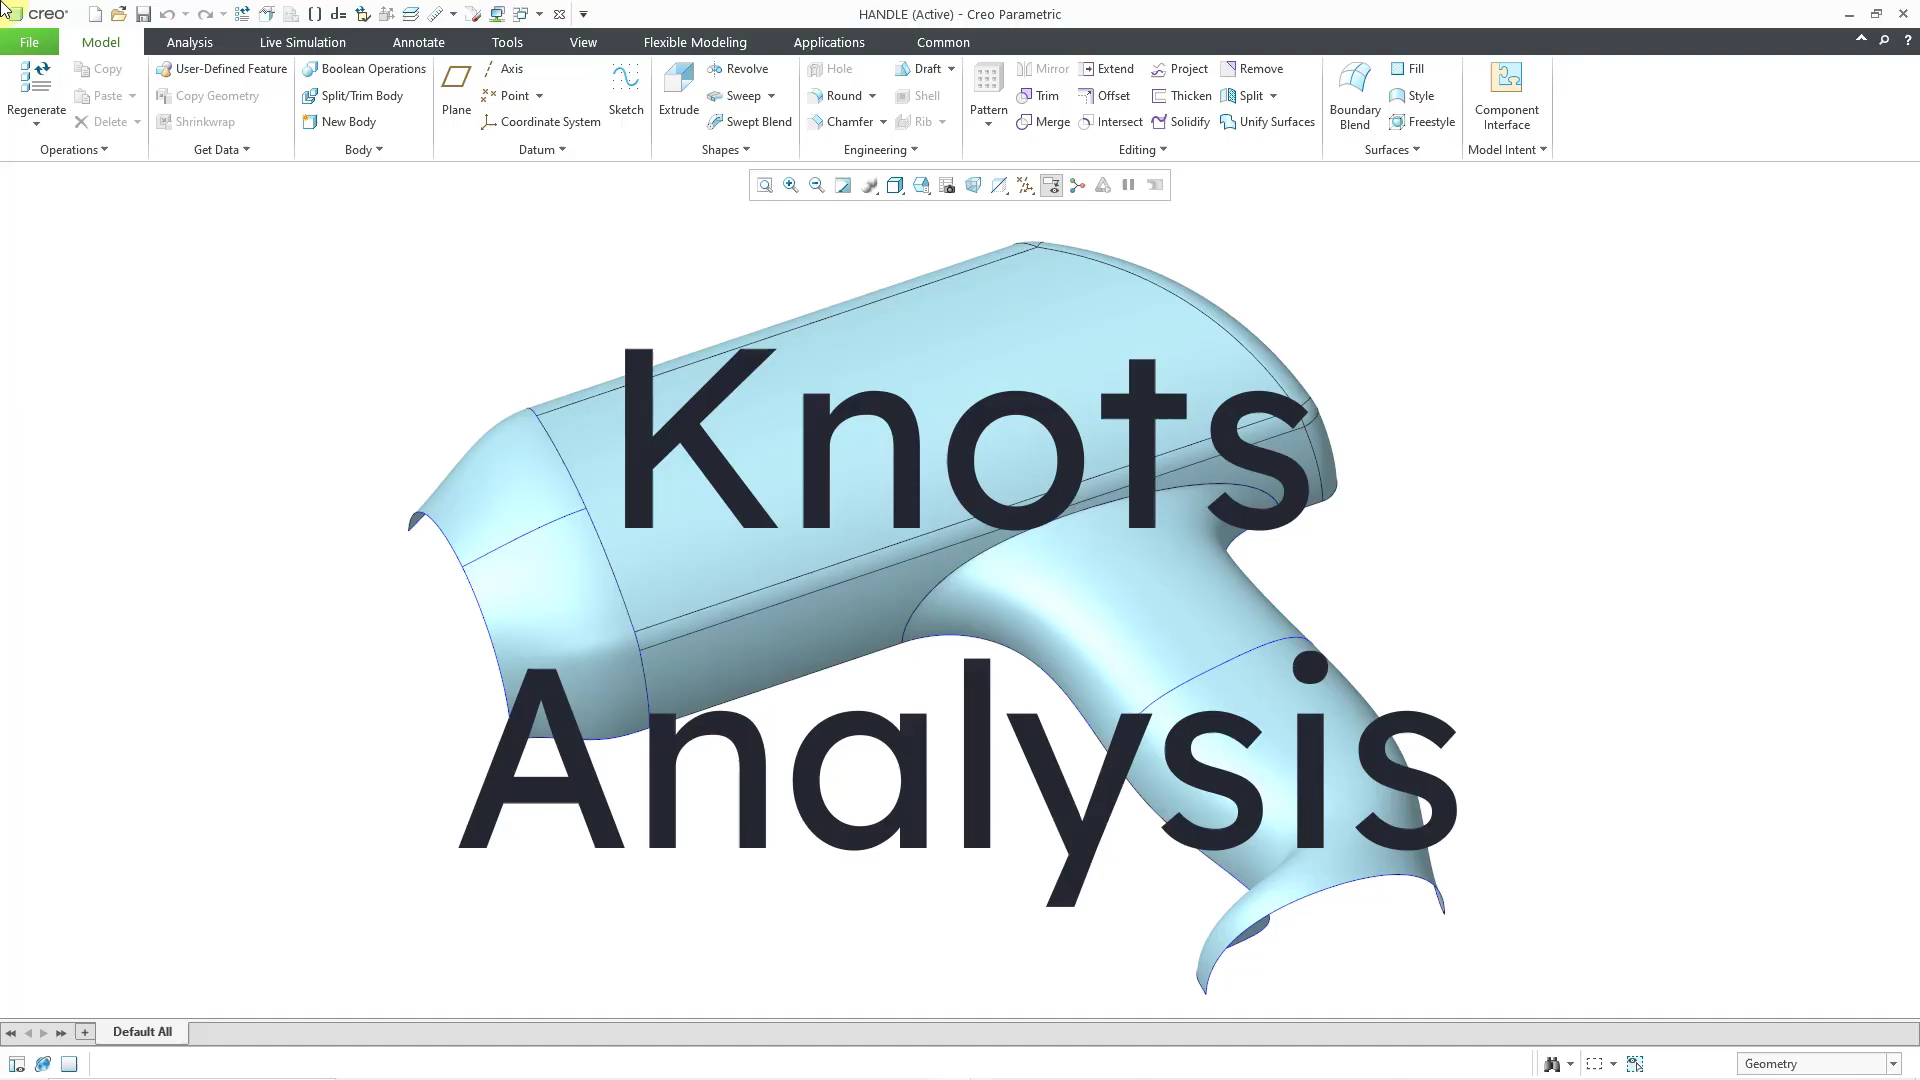 creo
HANDLE (Active) - Creo Parametric
File Model Analysis Live Simulation Annotate Tools View Flexible Modeling Applications Common
Regenerate
Copy
Paste
Delete
Operations
User-Defined Feature
Copy Geometry
Shrinkwrap
Get Data
Boolean Operations
Split/Trim Body
New Body
Body
Plane
Axis
Point
Coordinate System
Sketch
Datum
Extrude
Revolve
Sweep
Swept Blend
Shapes
Hole
Round
Chamfer
Draft
Shell
Rib
Engineering
Pattern
Mirror
Trim
Merge
Extend
Offset
Intersect
Project
Thicken
Solidify
Remove
Split
Unify Surfaces
Editing
Boundary
Blend
Fill
Style
Freestyle
Surfaces
Component
Interface
Model Intent
Knots
Analysis
Default All
Geometry